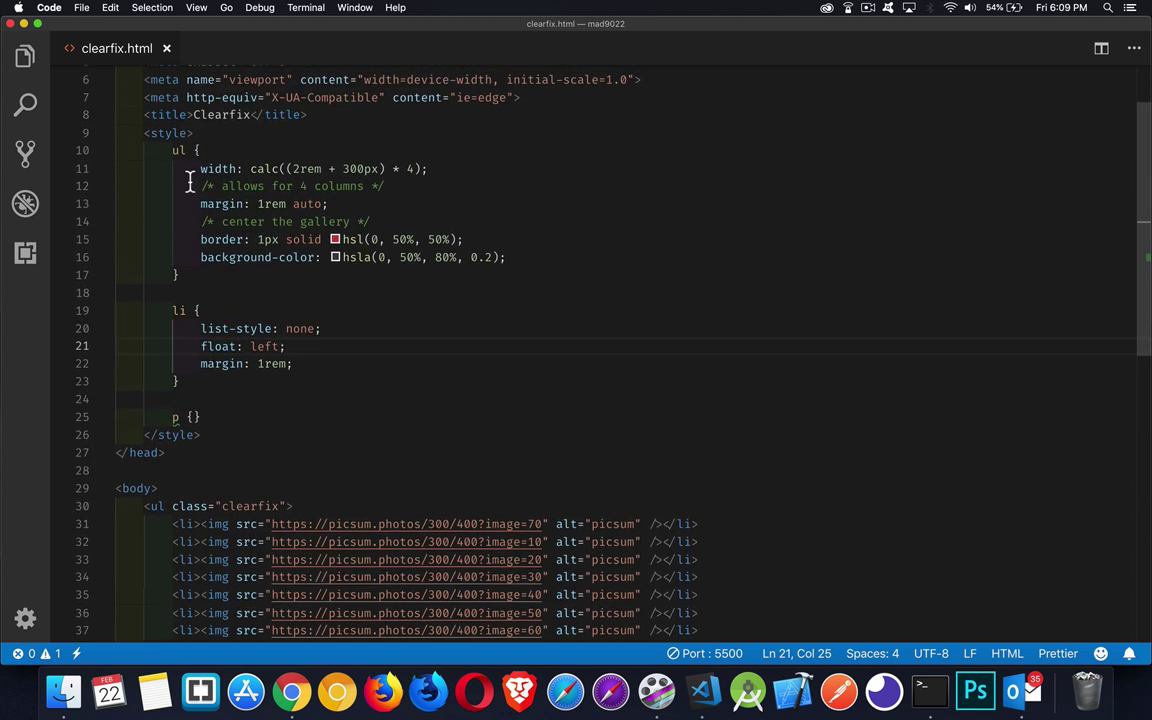 Code File Edit Selection View Go Debug Terminal Window Help 54% Fri 6:09 PM
clearfix.html — mad9022
<> clearfix.html ×
6 <meta name="viewport" content="width=device-width, initial-scale=1.0">
7 <meta http-equiv="X-UA-Compatible" content="ie=edge">
8 <title>Clearfix</title>
9 <style>
10 ul {
11 width: calc((2rem + 300px) * 4);
12 /* allows for 4 columns */
13 margin: 1rem auto;
14 /* center the gallery */
15 border: 1px solid hsl(0, 50%, 50%);
16 background-color: hsla(0, 50%, 80%, 0.2);
17 }
18
19 li {
20 list-style: none;
21 float: left;
22 margin: 1rem;
23 }
24
25 p {}
26 </style>
27 </head>
28
29 <body>
30 <ul class="clearfix">
31 <li><img src="https://picsum.photos/300/400?image=70" alt="picsum" /></li>
32 <li><img src="https://picsum.photos/300/400?image=10" alt="picsum" /></li>
33 <li><img src="https://picsum.photos/300/400?image=20" alt="picsum" /></li>
34 <li><img src="https://picsum.photos/300/400?image=30" alt="picsum" /></li>
35 <li><img src="https://picsum.photos/300/400?image=40" alt="picsum" /></li>
36 <li><img src="https://picsum.photos/300/400?image=50" alt="picsum" /></li>
37 <li><img src="https://picsum.photos/300/400?image=60" alt="picsum" /></li>
0 1 Port : 5500 Ln 21, Col 25 Spaces: 4 UTF-8 LF HTML Prettier
FEB
22
>_
Ps
35